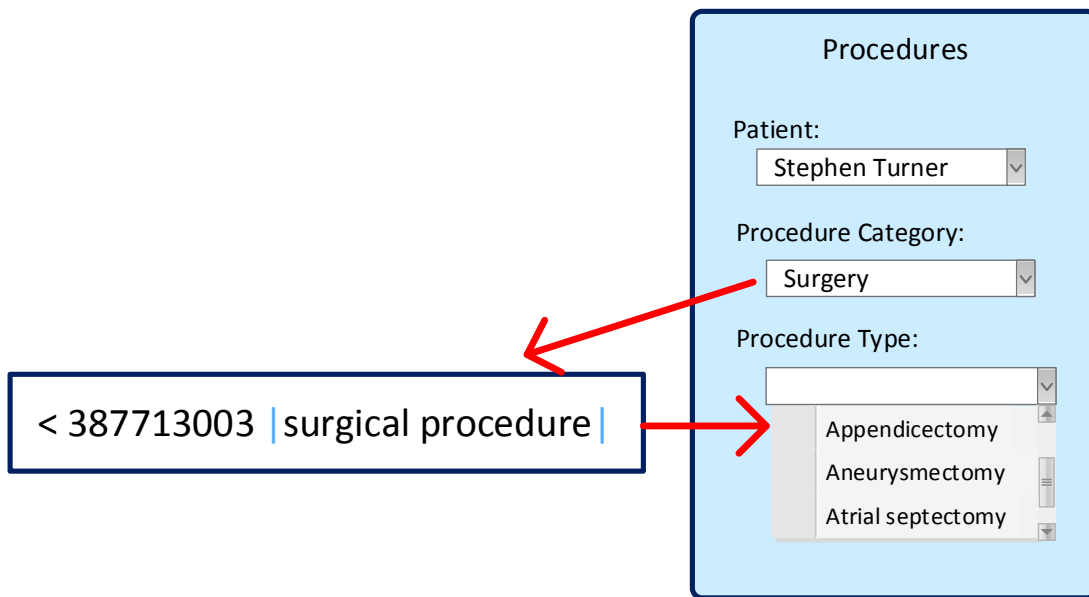 Procedures
Patient:
Stephen Turner
Procedure Category:
Surgery
Procedure Type:
< 387713003 |surgical procedure|
Appendicectomy
Aneurysmectomy
Atrial septectomy